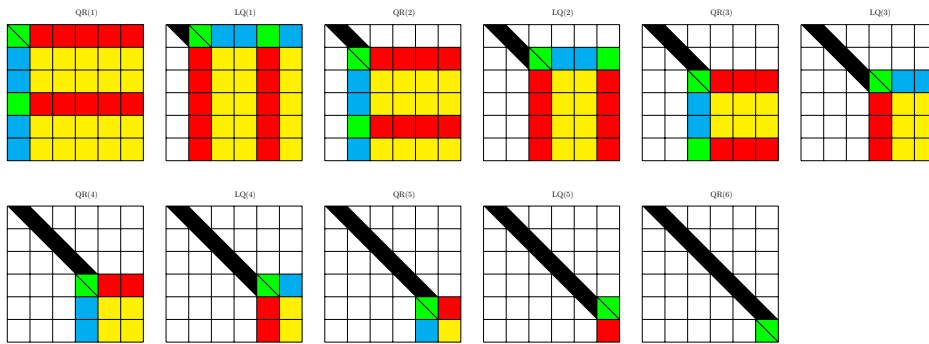 QR(1)
LQ(1)
QR(2)
LQ(2)
QR(3)
LQ(3)
QR(4)
LQ(4)
QR(5)
LQ(5)
QR(6)